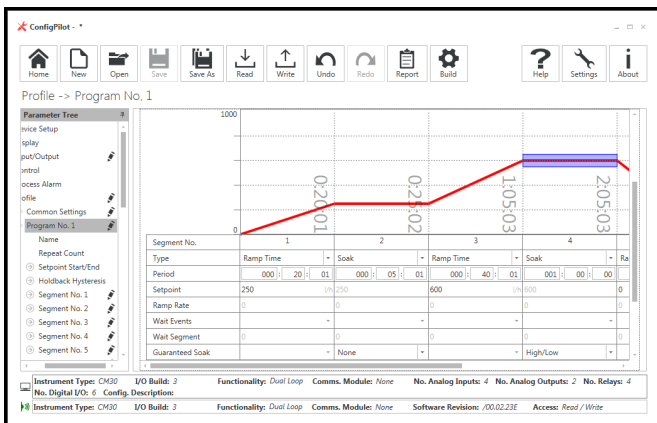 ConfigPilot - *
Home New Open Save Save As Read Write Undo Redo Report Build Help Settings About
Profile -> Program No. 1
Parameter Tree
evice Setup
splay
put/Output
ontrol
ocess Alarm
ofile
Common Settings
Program No. 1
Name
Repeat Count
Setpoint Start/End
Holdback Hysteresis
Segment No. 1
Segment No. 2
Segment No. 3
Segment No. 4
Segment No. 5
1000
0
0:20:01 0:25:02 1:05:03 2:05:03
Segment No. 1 2 3 4
Type Ramp Time Soak Ramp Time Soak Ra
Period 000 : 20 : 01 000 : 05 : 01 000 : 40 : 01 001 : 00 : 00
Setpoint 250 I/h 250 600 I/h 600 0
Ramp Rate 0 0 0 0 0
Wait Events
Wait Segment 0 0 0 0 0
Guaranteed Soak None High/Low
Instrument Type: CM30 I/O Build: 3 Functionality: Dual Loop Comms. Module: None No. Analog Inputs: 4 No. Analog Outputs: 2 No. Relays: 4
No. Digital I/O: 6 Config. Description:
Instrument Type: CM30 I/O Build: 3 Functionality: Dual Loop Comms. Module: None Software Revision: /00.02.23E Access: Read / Write